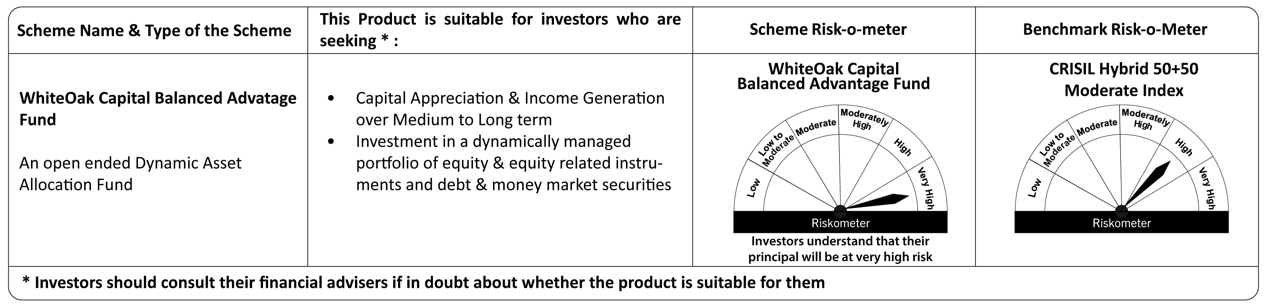 Scheme Name & Type of the Scheme
This Product is suitable for investors who are
seeking * :
Scheme Risk-o-meter
Benchmark Risk-o-Meter
WhiteOak Capital Balanced Advatage
Fund
An open ended Dynamic Asset
Allocation Fund
• Capital Appreciation & Income Generation
over Medium to Long term
• Investment in a dynamically managed
portfolio of equity & equity related instru-
ments and debt & money market securities
WhiteOak Capital
Balanced Advantage Fund
Low
Low to
Moderate
Moderate
Moderately
High
High
Very High
Riskometer
Investors understand that their
principal will be at very high risk
CRISIL Hybrid 50+50
Moderate Index
Low
Low to
Moderate
Moderate
Moderately
High
High
Very High
Riskometer
* Investors should consult their financial advisers if in doubt about whether the product is suitable for them